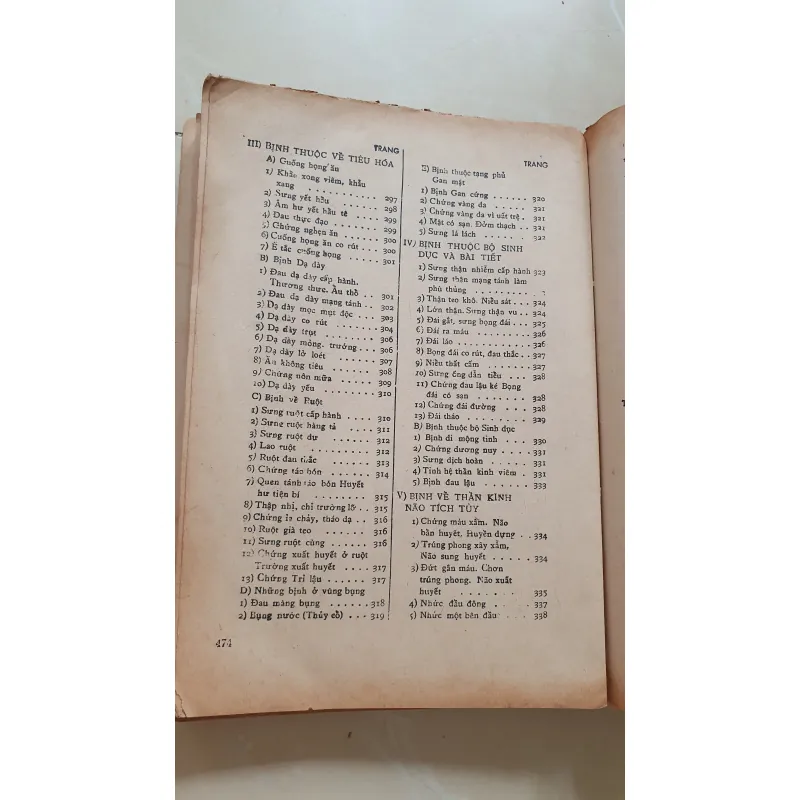 TRANG
III) BỊNH THUỘC VỀ TIÊU HÓA
A) Cuống họng ăn
1) Khẩu xong viêm, khẩu
xang . . . . . . . . . . . 297
2) Sưng yết hầu . . . . . 298
3) Âm hư yết hầu tê . . . 299
4) Đau thực đạo . . . . . 299
5) Chứng nghẹn ăn . . . . 300
6) Cuống họng ăn co rút . . 300
7) Ế tắc cuống họng . . . 301
B) Bịnh Dạ dày
1) Đau dạ dày cấp hành.
Thương thực. Ẩu thổ . . 301
2) Đau dạ dày mạng tánh . . 302
3) Dạ dày mọc mụt độc . . . 303
4) Dạ dày co rút . . . . . 304
5) Dạ dày trụt . . . . . . 306
6) Dạ dày mỏng. trướng . . . 306
7) Dạ dày lở loét . . . . . 307
8) Ăn không tiêu . . . . . 308
9) Chứng nôn mửa . . . . 309
10) Dạ dày yếu . . . . . . 310
C) Bịnh về Ruột
1) Sưng ruột cấp hành . . . . 310
2) Sưng ruột hàng tả . . . . 311
3) Sưng ruột dư . . . . . . 312
4) Lao ruột . . . . . . . . 312
5) Ruột đau thắc . . . . . 313
6) Chứng táo bón . . . . . 314
7) Quen tánh táo bón Huyết
hư tiện bí . . . . . . . . 315
8) Thập nhị, chỉ trường lở . . 315
9) Chứng ỉa chảy, tháo dạ . . 316
10) Ruột già teo . . . . . . 316
11) Sưng ruột cùng . . . . . 316
12) Chứng xuất huyết ở ruột
Trường xuất huyết . . . . 317
13) Chứng Trỉ lậu . . . . . 317
D) Những bịnh ở vùng bụng
1) Đau màng bụng . . . . . . 318
2) Bụng nước (Thủy cổ) . . . 319
474
TRANG
E) Bịnh thuộc tạng phủ
Gan mật
1) Bịnh Gan cứng . . . . . 320
2) Chứng vàng da . . . . . 321
3) Chứng vàng da vì uất trệ . 321
4) Mật có sạn. Đởm thạch . . 321
5) Sưng lá lích . . . . . . 322
IV) BỊNH THUỘC BỘ SINH
DỤC VÀ BÀI TIẾT
1) Sưng thận nhiễm cấp hành 323
2) Sưng thận mạng tánh làm
phù thủng . . . . . . .
3) Thận teo khô. Niếu sát . . . 324
4) Lớn thận. Sưng thận vu . . 324
5) Đái gắt, sưng bọng đái . . . 325
6) Đái ra máu . . . . . . 326
7) Đái láo . . . . . . . . 326
8) Bọng đái co rút, đau thắc . . 327
9) Niếu thất cấm . . . . . 327
10) Sưng ống dẫn tiểu . . . 328
11) Chứng đau lậu ké Bọng
đái có sạn . . . . . . . 328
12) Chứng đái đường . . . . 328
13) Đái tháo . . . . . . . 329
B) Bịnh thuộc bộ Sinh dục
1) Bịnh di mộng tinh . . . 330
2) Chứng dương nuy . . . . 331
3) Sưng dịch hoàn . . . . . 331
4) Tinh hệ thần kinh viêm . . 331
5) Bịnh đau lậu . . . . . . 333
V) BỊNH VỀ THẦN KINH
NÃO TÍCH TỦY
1) Chứng máu xẩm. Não
bần huyết. Huyền dựng . . 334
2) Trúng phong xây xẩm,
Não sung huyết . . . . . 334
3) Đứt gân máu. Chơn
trúng phong. Não xuất
huyết . . . . . . . 335
4) Nhức đầu đông . . . . . 337
5) Nhức một bên đầu . . . 338